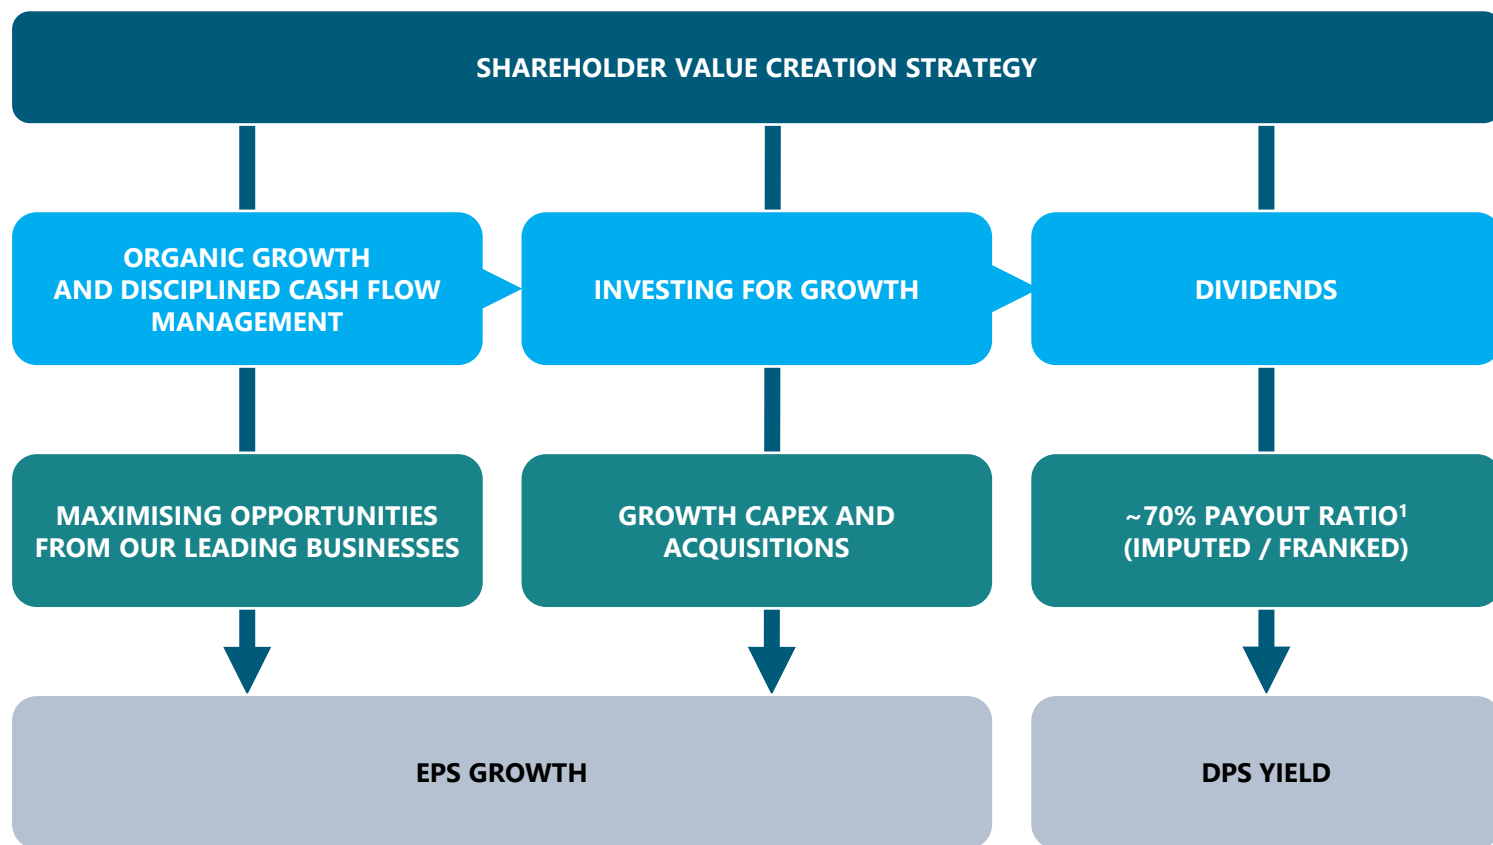 SHAREHOLDER VALUE CREATION STRATEGY
ORGANIC GROWTH
AND DISCIPLINED CASH FLOW
MANAGEMENT
INVESTING FOR GROWTH
DIVIDENDS
MAXIMISING OPPORTUNITIES
FROM OUR LEADING BUSINESSES
GROWTH CAPEX AND
ACQUISITIONS
~70% PAYOUT RATIO¹
(IMPUTED / FRANKED)
EPS GROWTH
DPS YIELD